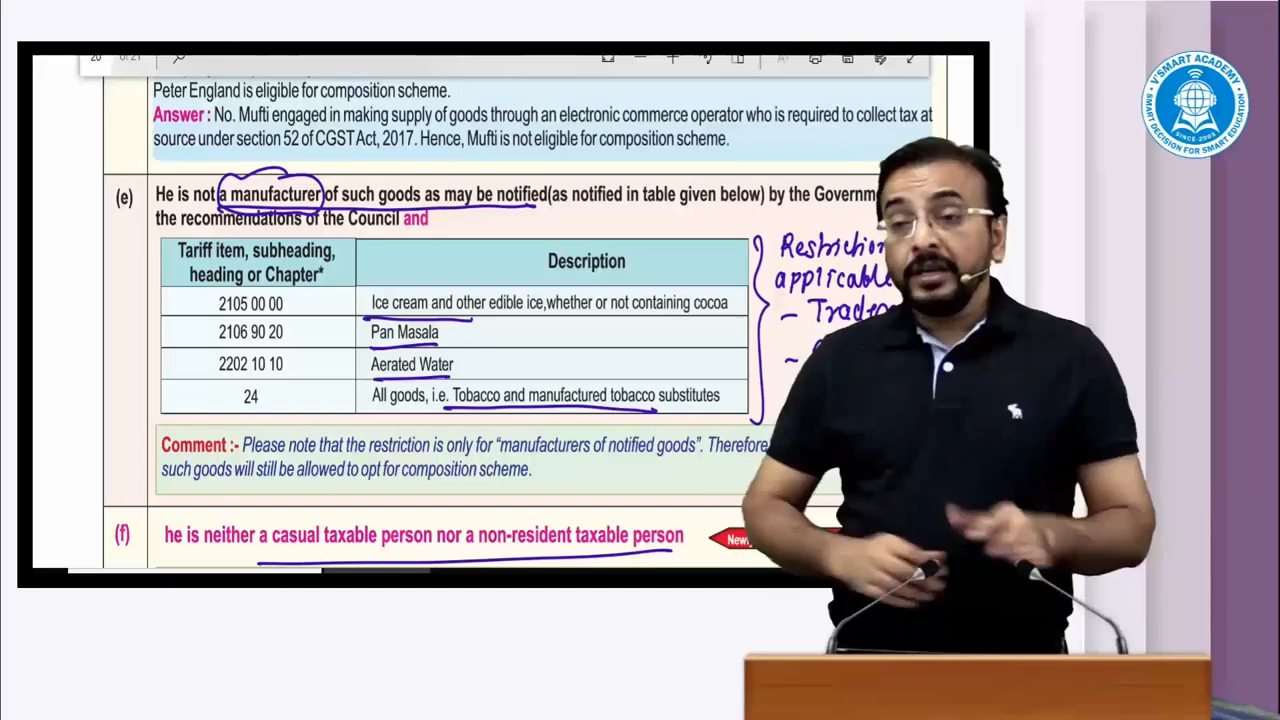 20 of 21
Peter England is eligible for composition scheme.
Answer : No. Mufti engaged in making supply of goods through an electronic commerce operator who is required to collect tax at
source under section 52 of CGST Act, 2017. Hence, Mufti is not eligible for composition scheme.
(e) He is not a manufacturer of such goods as may be notified(as notified in table given below) by the
the recommendations of the Council and
Tariff item, subheading,
heading or Chapter*
Description
2105 00 00 Ice cream and other edible ice,whether or not containing cocoa
2106 90 20 Pan Masala
2202 10 10 Aerated Water
24 All goods, i.e. Tobacco and manufactured tobacco substitutes
applicable
Comment :- Please note that the restriction is only for “manufacturers of notified goods”. Therefore
such goods will still be allowed to opt for composition scheme.
(f) he is neither a casual taxable person nor a non-resident taxable person
V'SMART ACADEMY
SMART DECISION FOR SMART EDUCATION
SINCE-2005